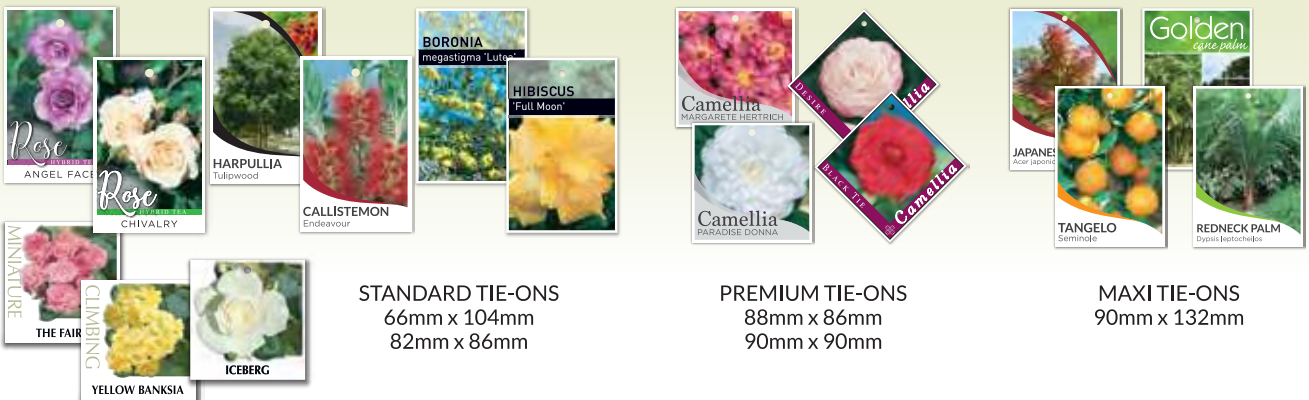 Rose
HYBRID TEA
ANGEL FACE
Rose
HYBRID TEA
CHIVALRY
HARPULLIA
Tulipwood
CALLISTEMON
Endeavour
BORONIA
megastigma 'Lutea'
HIBISCUS
'Full Moon'
MINIATURE
THE FAIR
CLIMBING
YELLOW BANKSIA
ICEBERG
STANDARD TIE-ONS
66mm x 104mm
82mm x 86mm
Camellia
MARGARETE HERTRICH
DESIRE
llia
Camellia
PARADISE DONNA
BLACK TIE
Camellia
PREMIUM TIE-ONS
88mm x 86mm
90mm x 90mm
JAPANES
Acer japonic
Golden
cane palm
TANGELO
Seminole
REDNECK PALM
Dypsis leptocheilos
MAXI TIE-ONS
90mm x 132mm